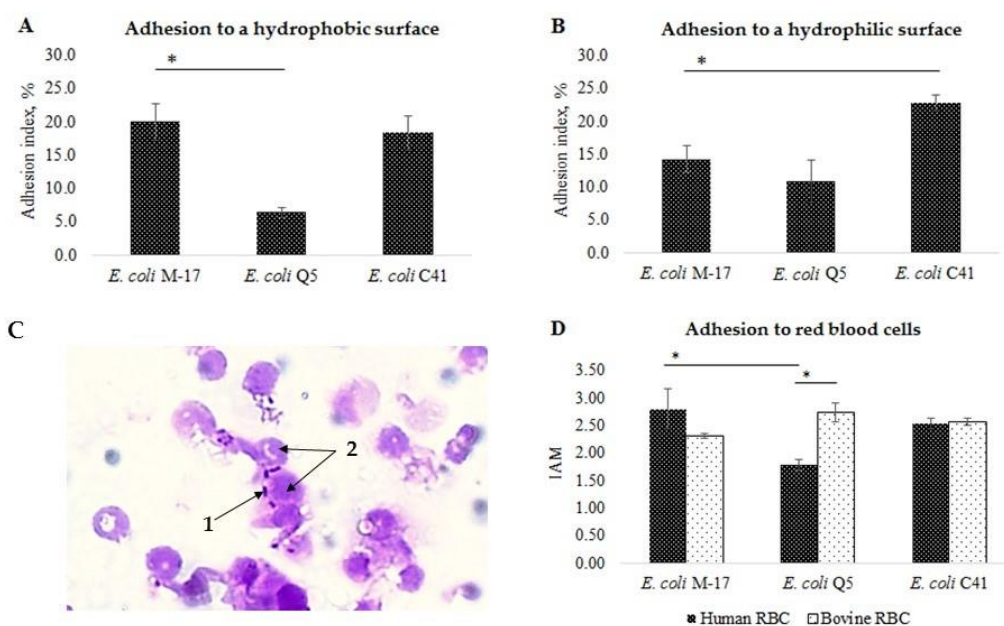 A
Adhesion to a hydrophobic surface
30.0
25.0
20.0
15.0
10.0
5.0
0.0
Adhesion index, %
*
E. coli M-17
E. coli Q5
E. coli C41
B
Adhesion to a hydrophilic surface
30.0
25.0
20.0
15.0
10.0
5.0
0.0
Adhesion index, %
*
E. coli M-17
E. coli Q5
E. coli C41
C
1
2
D
Adhesion to red blood cells
3.50
3.00
2.50
2.00
1.50
1.00
0.50
0.00
IAM
*
*
E. coli M-17
E. coli Q5
E. coli C41
Human RBC
Bovine RBC